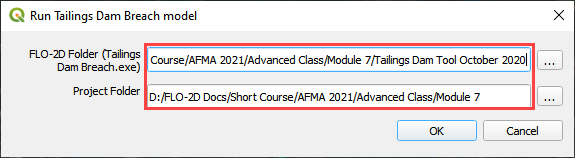 Run Tailings Dam Breach model
FLO-2D Folder (Tailings
Dam Breach.exe)
Course/AFMA 2021/Advanced Class/Module 7/Tailings Dam Tool October 2020
...
Project Folder
D:/FLO-2D Docs/Short Course/AFMA 2021/Advanced Class/Module 7
...
OK
Cancel